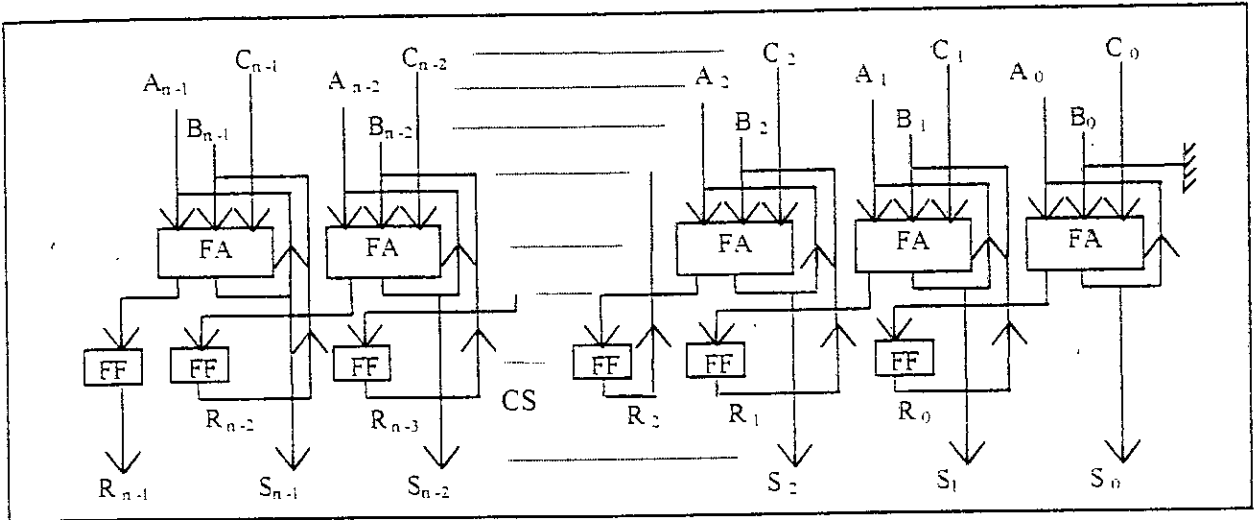 C n-1 C n-2 C 2 C 1 C 0
A n-1 A n-2 A 2 A 1 A 0
B n-1 B n-2 B 2 B 1 B 0
FA FA FA FA FA
FF FF FF FF FF FF
R n-2 R n-3 CS R 2 R 1 R 0
R n-1 S n-1 S n-2 S 2 S 1 S 0